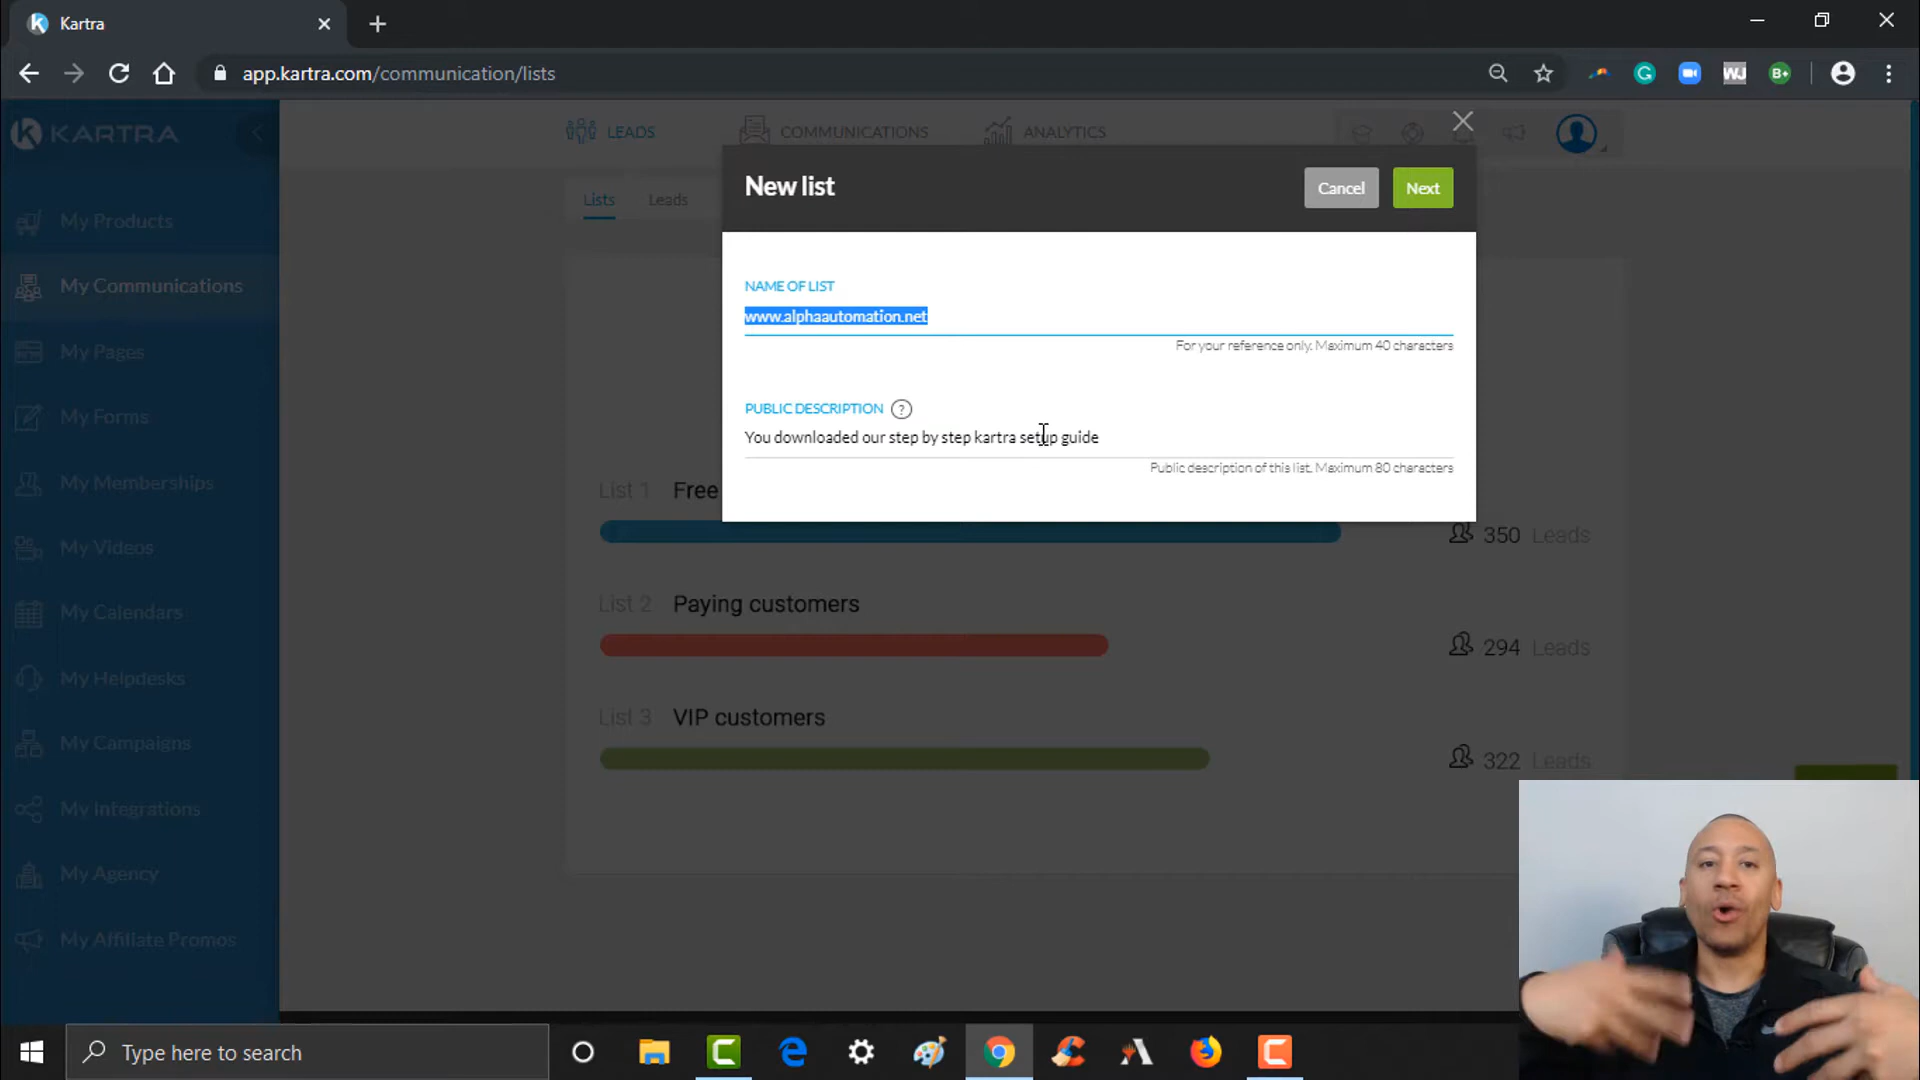 Kartra
app.kartra.com/communication/lists
WJ
B+
KARTRA
LEADS
COMMUNICATIONS
ANALYTICS
New list
Cancel
Next
Lists
Leads
My Products
My Communications
My Pages
My Forms
My Memberships
My Videos
My Calendars
My Helpdesks
My Campaigns
My Integrations
My Agency
My Affiliate Promos
NAME OF LIST
www.alphaautomation.net
For your reference only. Maximum 40 characters
PUBLIC DESCRIPTION ?
You downloaded our step by step kartra setup guide
Public description of this list. Maximum 80 characters
List 1 Free
350 Leads
List 2 Paying customers
294 Leads
List 3 VIP customers
322 Leads
Type here to search